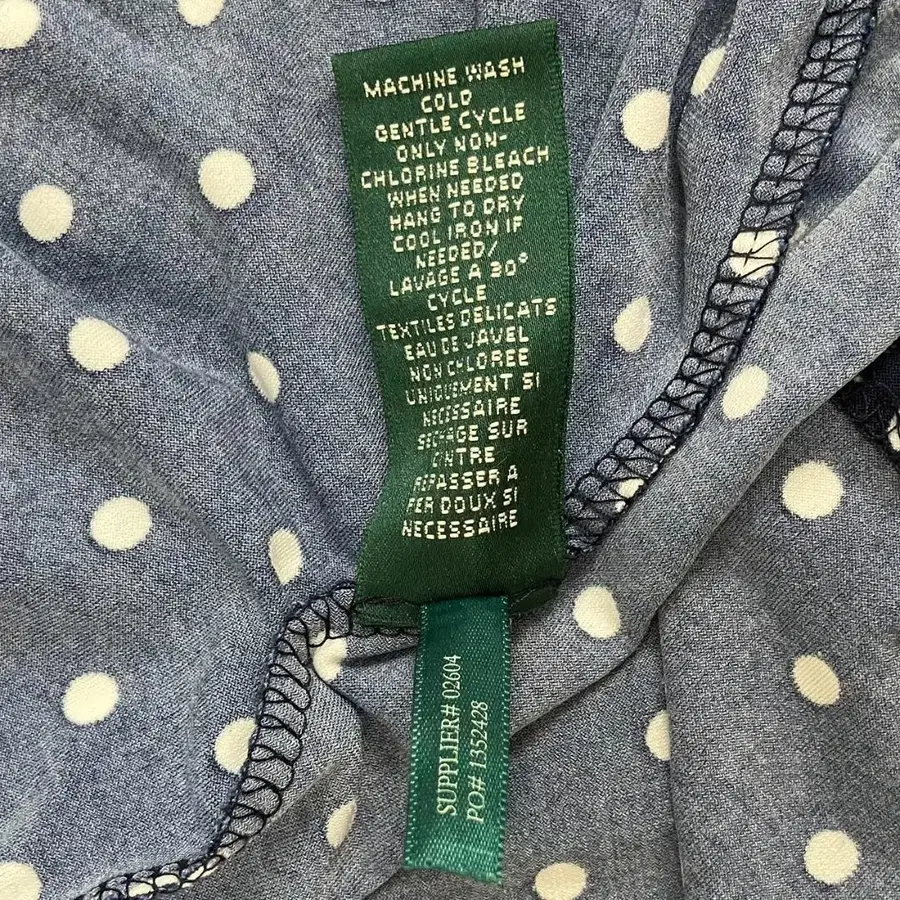 MACHINE WASH
COLD
GENTLE CYCLE
ONLY NON-
CHLORINE BLEACH
WHEN NEEDED
HANG TO DRY
COOL IRON IF
NEEDED/
LAVAGE A 30°
CYCLE
TEXTILES DELICATS
EAU DE JAVEL
NON CHLOREE
UNIQUEMENT SI
NECESSAIRE
SECHAGE SUR
CINTRE
REPASSER A
FER DOUX SI
NECESSAIRE
SUPPLIER# 02604
PO# 1352428